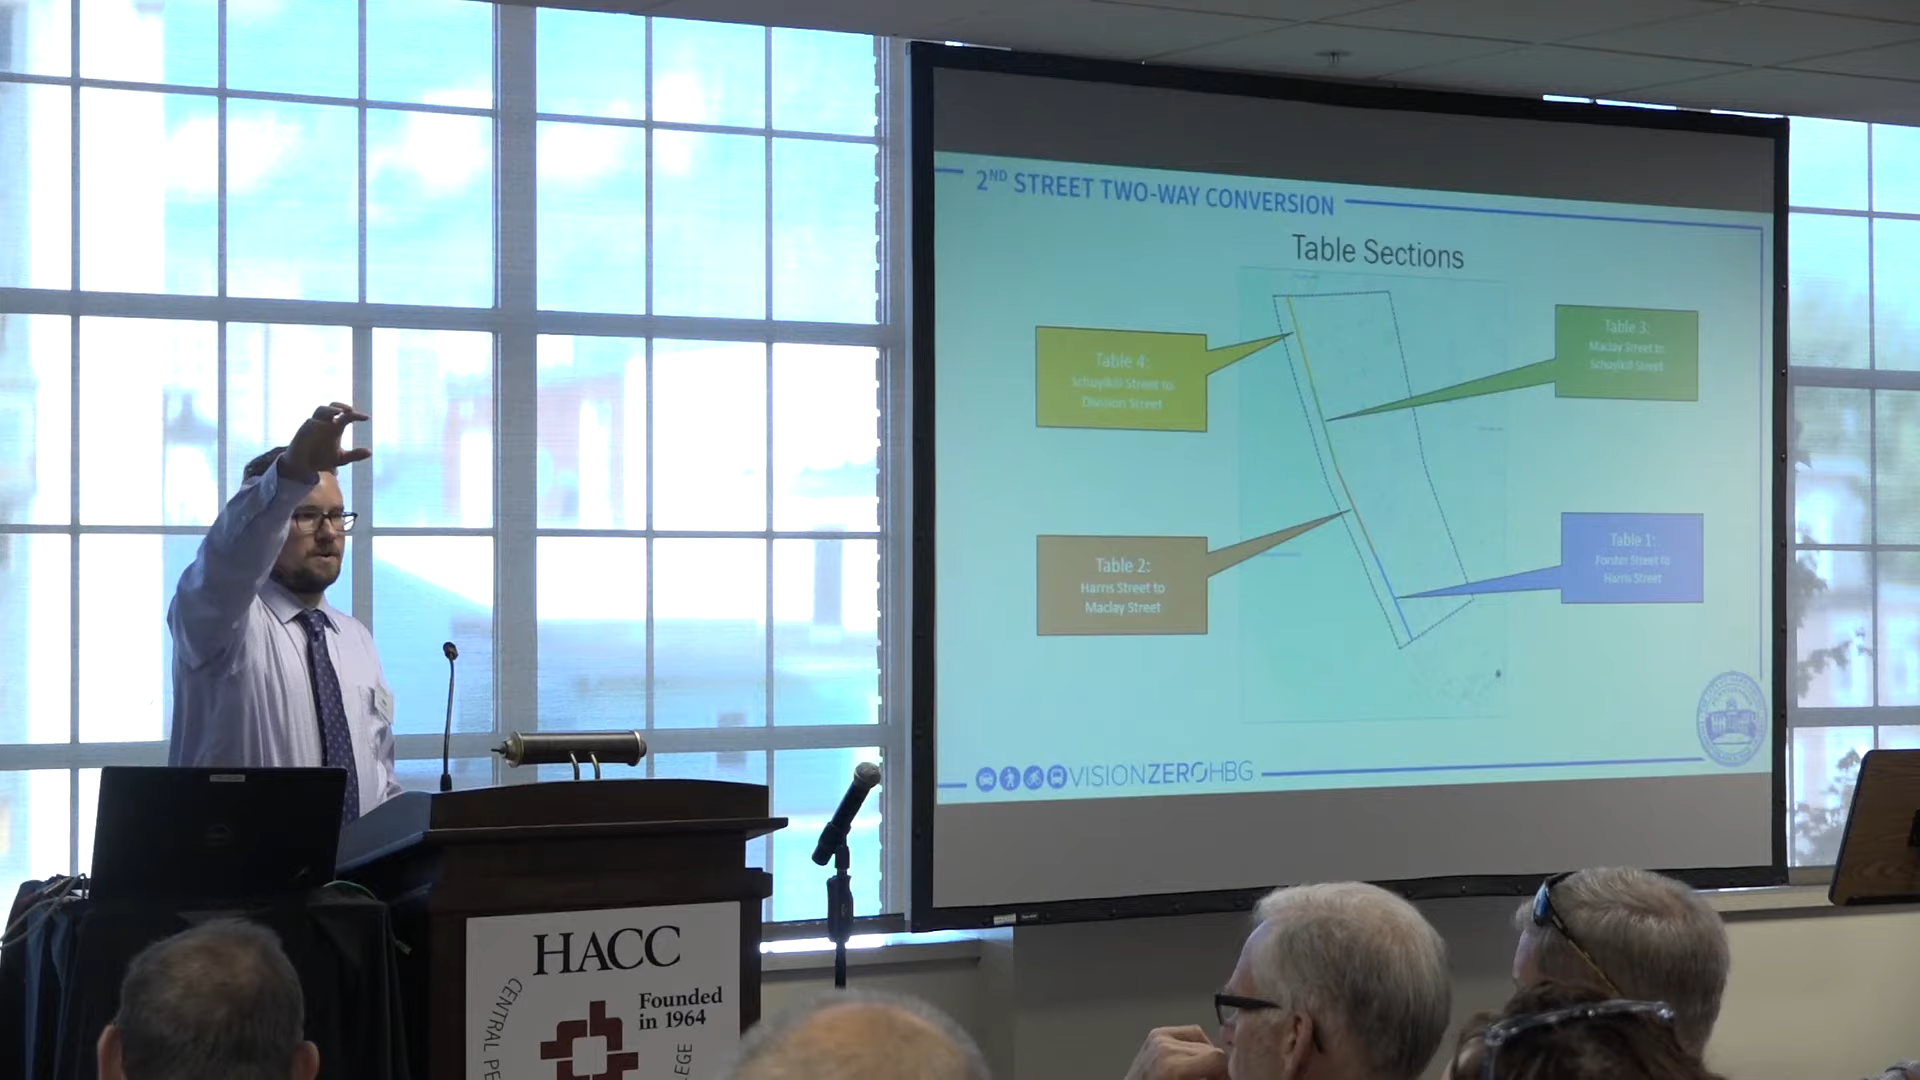 2ND STREET TWO-WAY CONVERSION
Table Sections
Table 4:
Schuylkill Street to
Division Street
Table 3:
Maclay Street to
Schuylkill Street
Table 2:
Harris Street to
Maclay Street
Table 1:
Forster Street to
Harris Street
VISIONZEROHBG
HACC
Founded
in 1964
CENTRAL